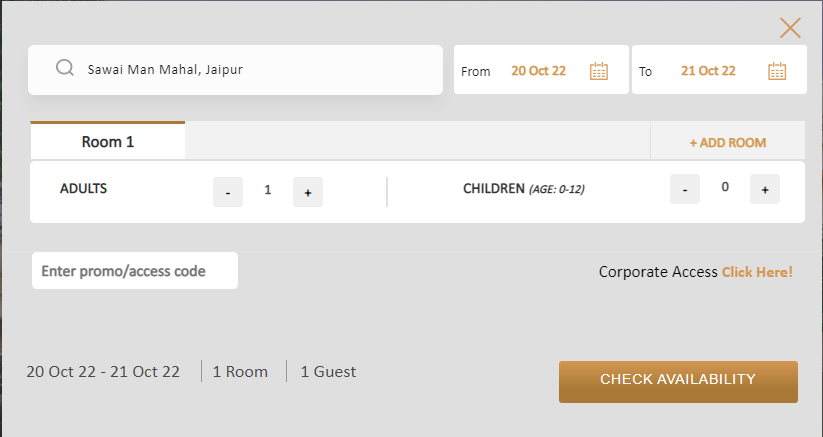 Sawai Man Mahal, Jaipur
From 20 Oct 22 To 21 Oct 22
Room 1
+ ADD ROOM
ADULTS - 1 + CHILDREN (AGE: 0-12) - 0 +
Enter promo/access code
Corporate Access Click Here!
20 Oct 22 - 21 Oct 22 1 Room 1 Guest
CHECK AVAILABILITY